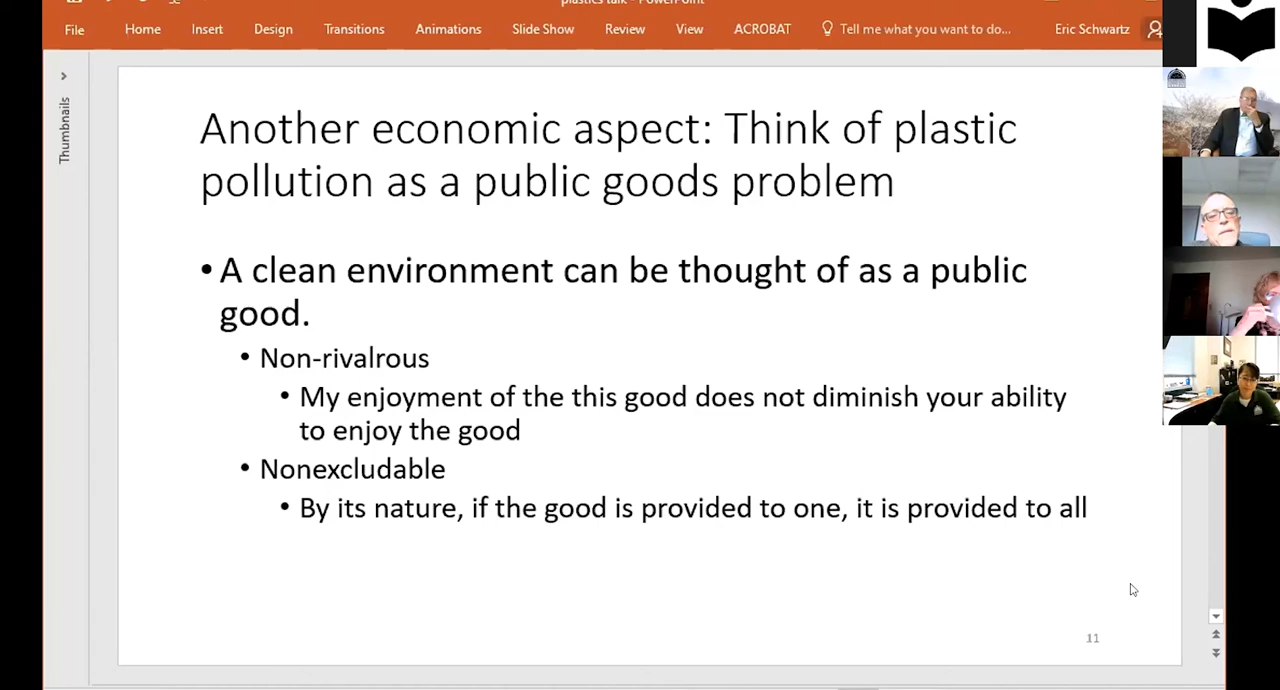 plastics talk - PowerPoint
File Home Insert Design Transitions Animations Slide Show Review View ACROBAT Tell me what you want to do... Eric Schwartz
Thumbnails
Another economic aspect: Think of plastic
pollution as a public goods problem
• A clean environment can be thought of as a public
good.
• Non-rivalrous
• My enjoyment of the this good does not diminish your ability
to enjoy the good
• Nonexcludable
• By its nature, if the good is provided to one, it is provided to all
11